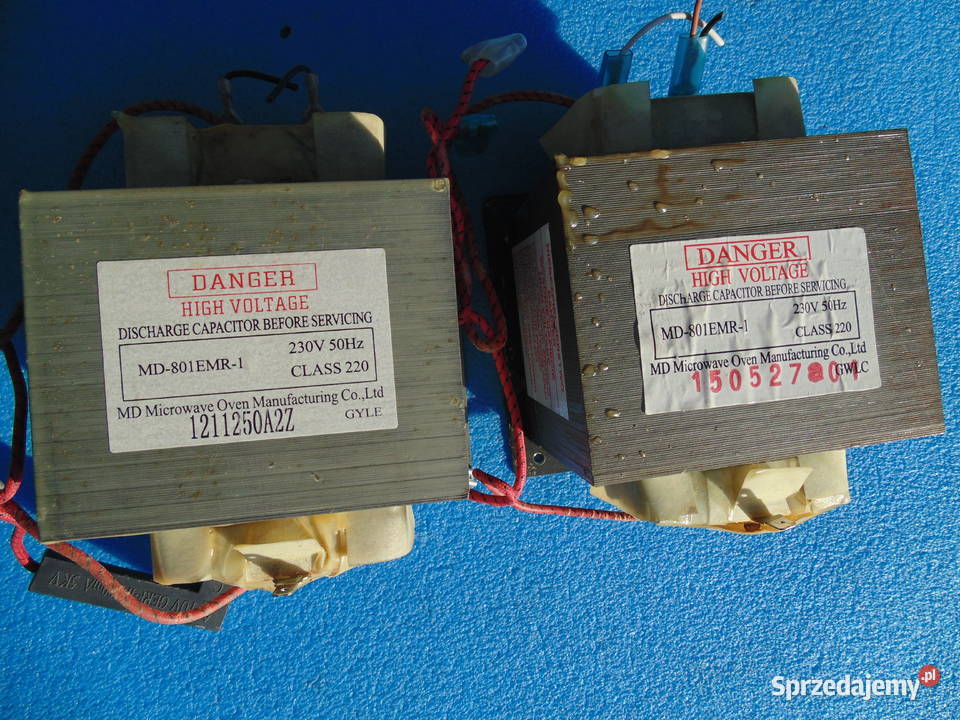 DANGER
HIGH VOLTAGE
DISCHARGE CAPACITOR BEFORE SERVICING
MD-801EMR-1
230V 50Hz
CLASS 220
MD Microwave Oven Manufacturing Co.,Ltd
1211250A2Z
GYLE
DANGER
HIGH VOLTAGE
DISCHARGE CAPACITOR BEFORE SERVICING
MD-801EMR-1
230V 50Hz
CLASS 220
MD Microwave Oven Manufacturing Co.,Ltd
GWLC
TUV 5KV
Sprzedajemy.pl